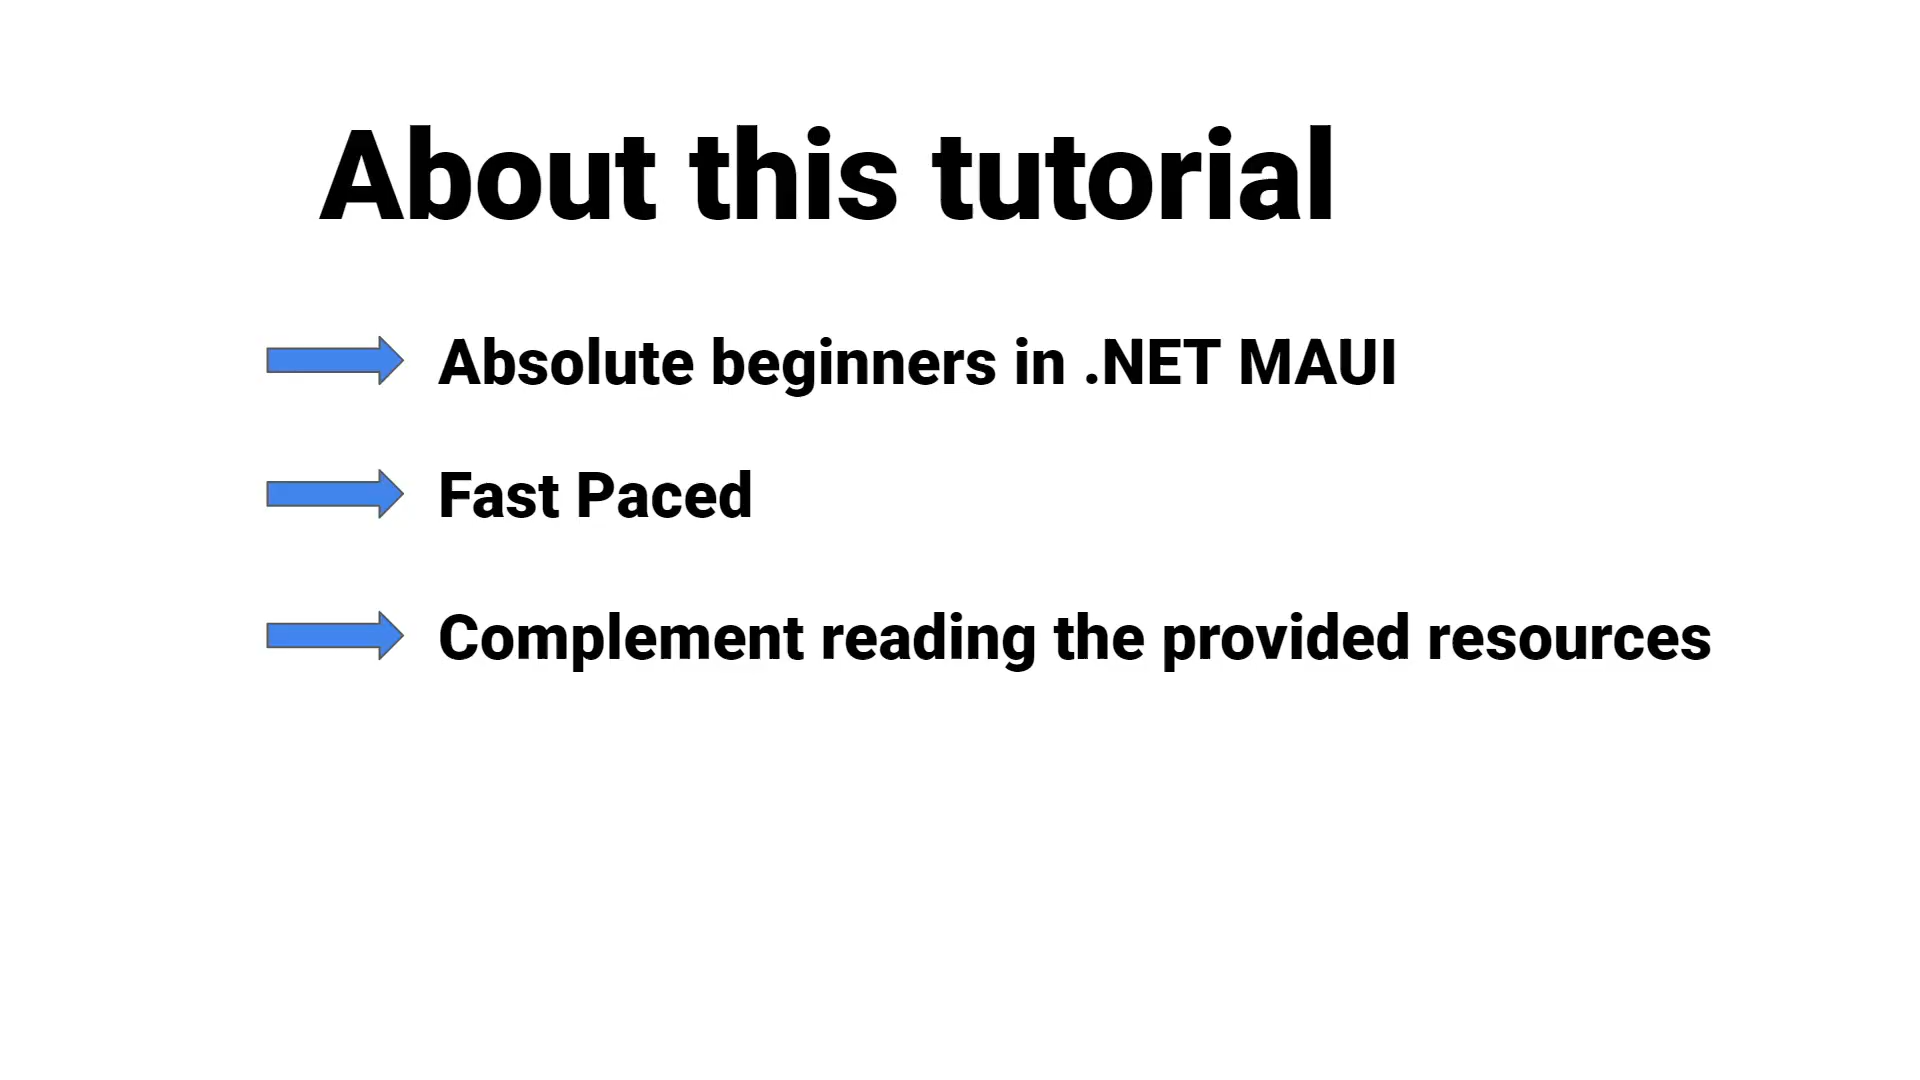 About this tutorial
Absolute beginners in .NET MAUI
Fast Paced
Complement reading the provided resources